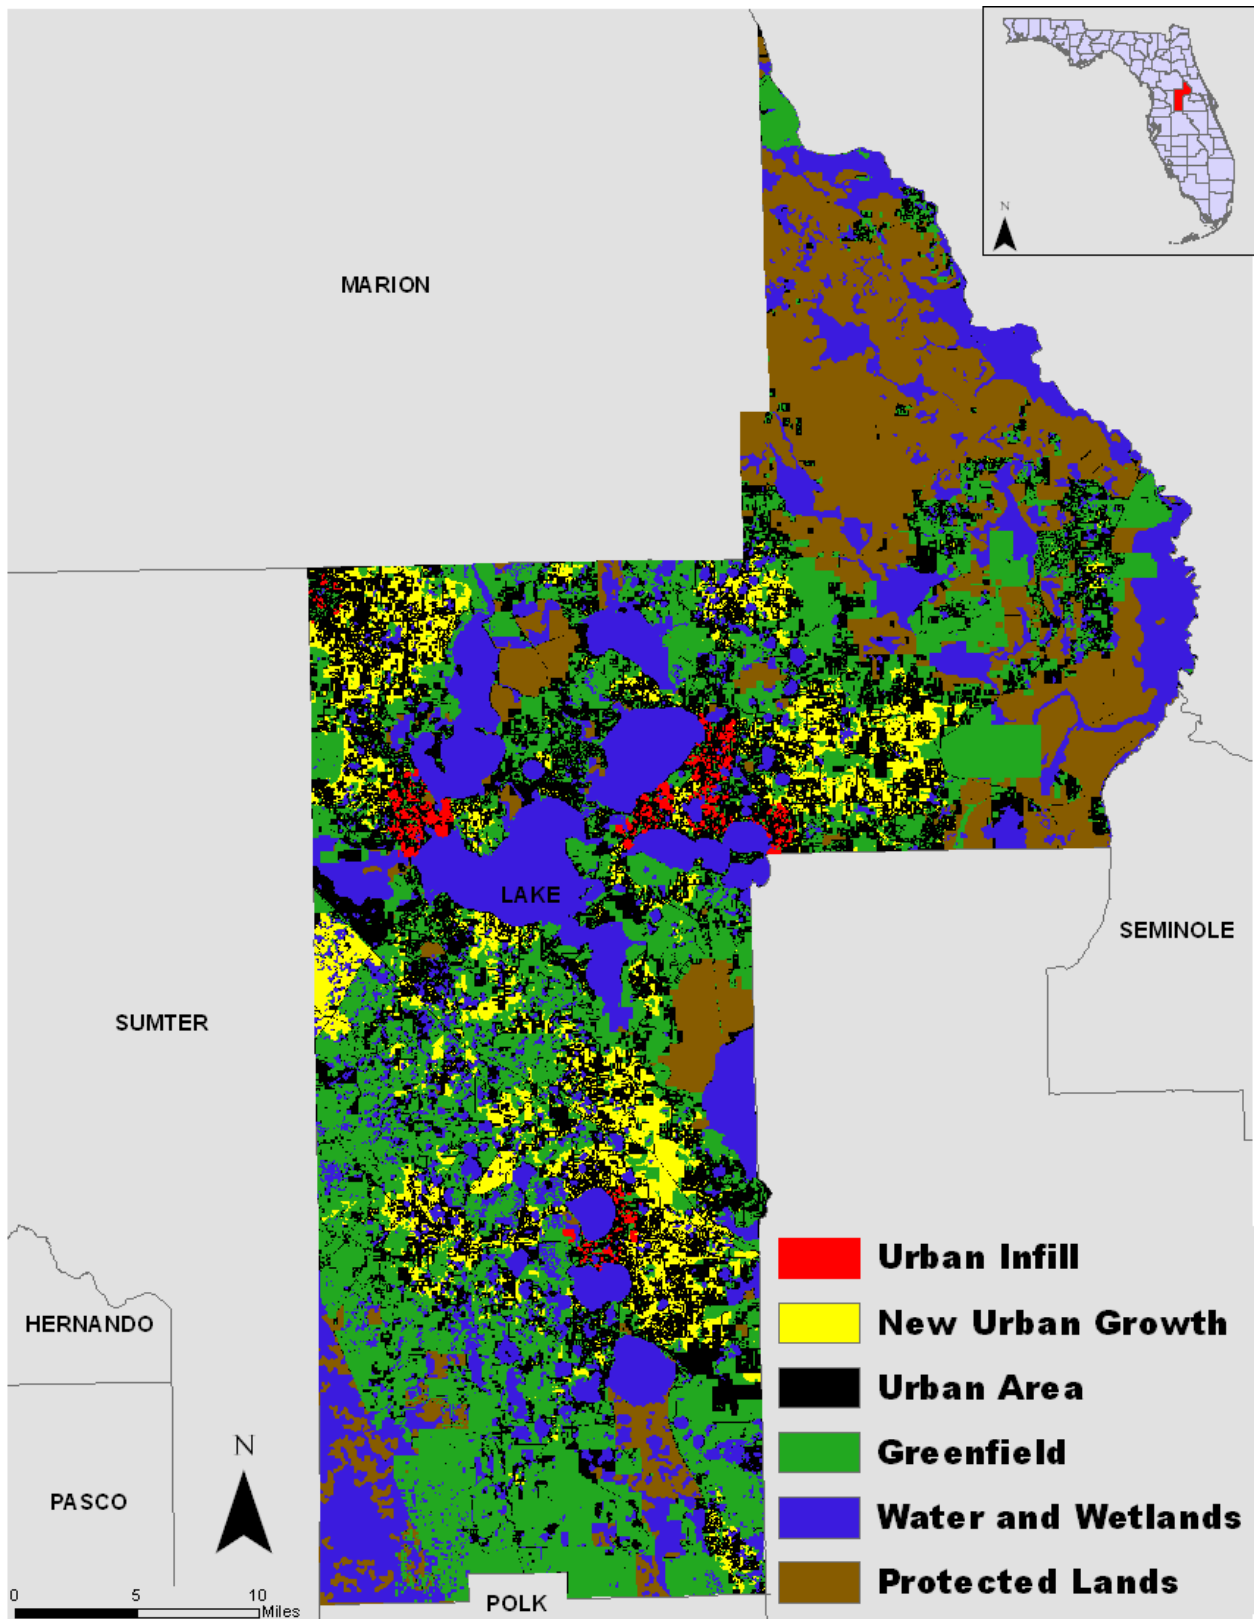 N
MARION
LAKE
SEMINOLE
SUMTER
HERNANDO
PASCO
POLK
N
0 5 10
Miles
Urban Infill
New Urban Growth
Urban Area
Greenfield
Water and Wetlands
Protected Lands